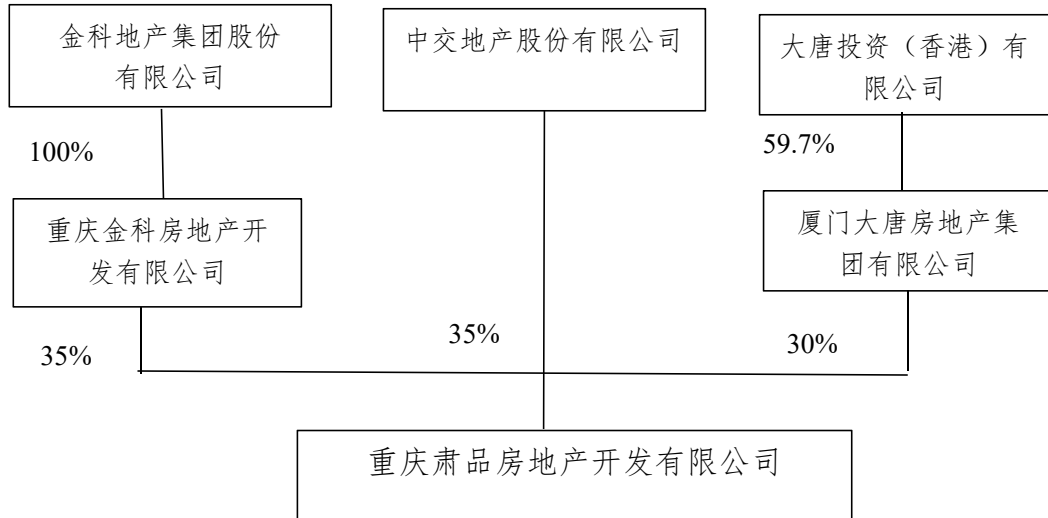 金科地产集团股份
有限公司
中交地产股份有限公司
大唐投资（香港）有
限公司
100%
59.7%
重庆金科房地产开
发有限公司
厦门大唐房地产集
团有限公司
35%
35%
30%
重庆肃品房地产开发有限公司